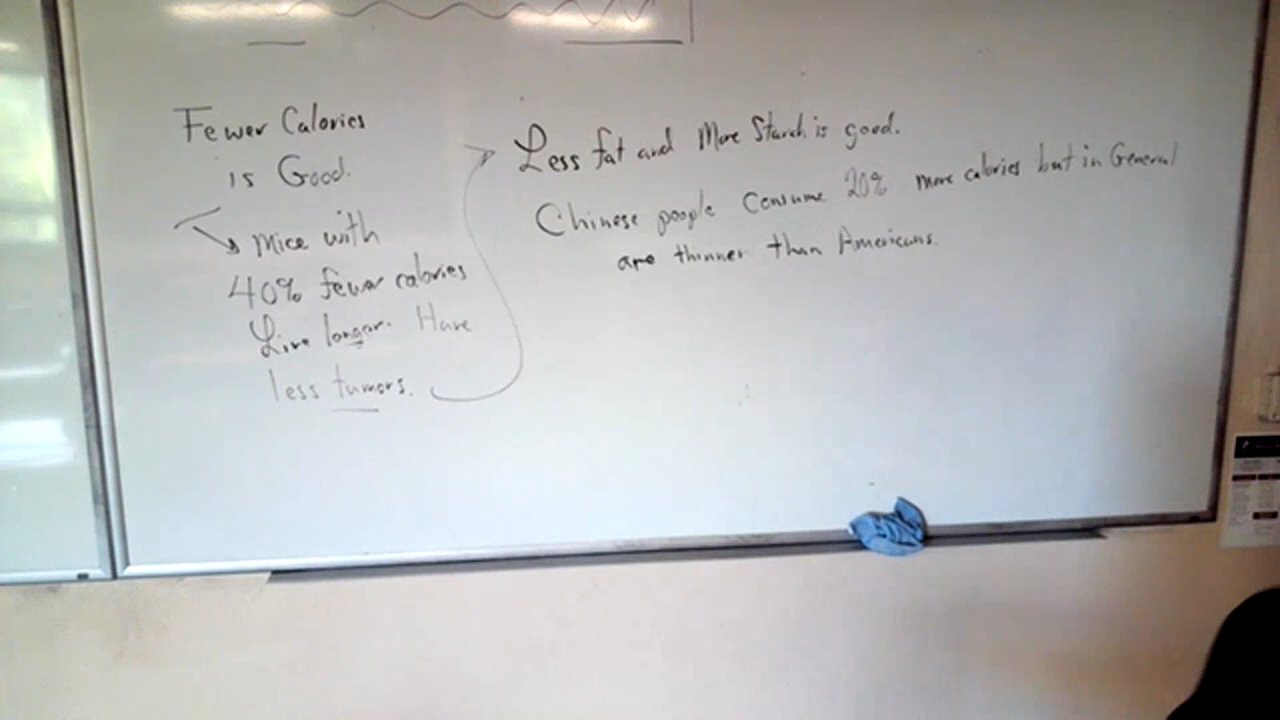 Fewer Calories
is Good.
Mice with
40% fewer calories
Live longer. Have
less tumors.
Less fat and More Starch is good.
Chinese people Consume 20% more calories but in General
are thinner than Americans.